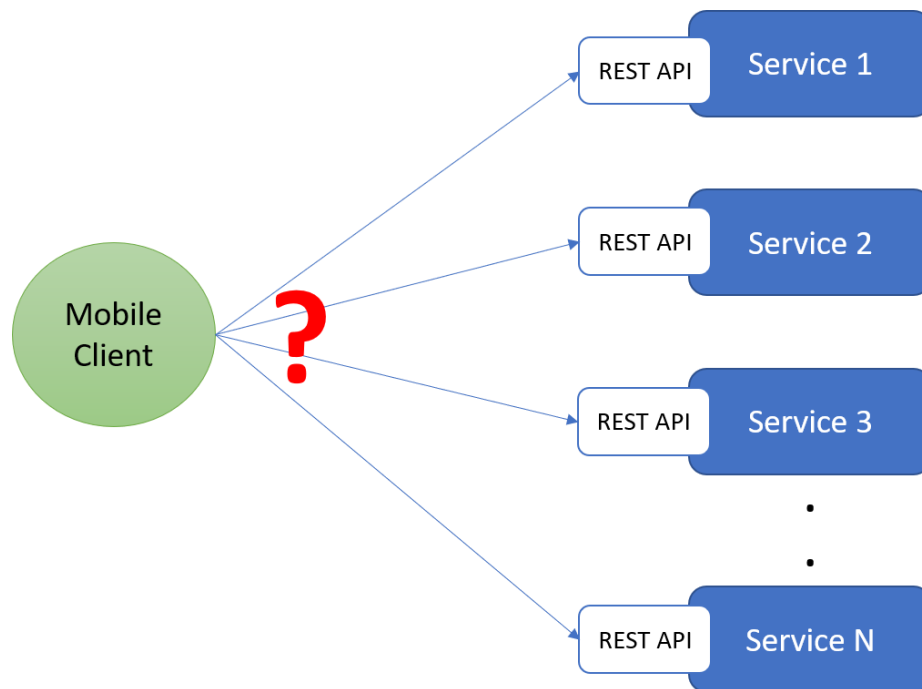 REST API
Service 1
REST API
Service 2
Mobile
Client
?
REST API
Service 3
.
.
REST API
Service N